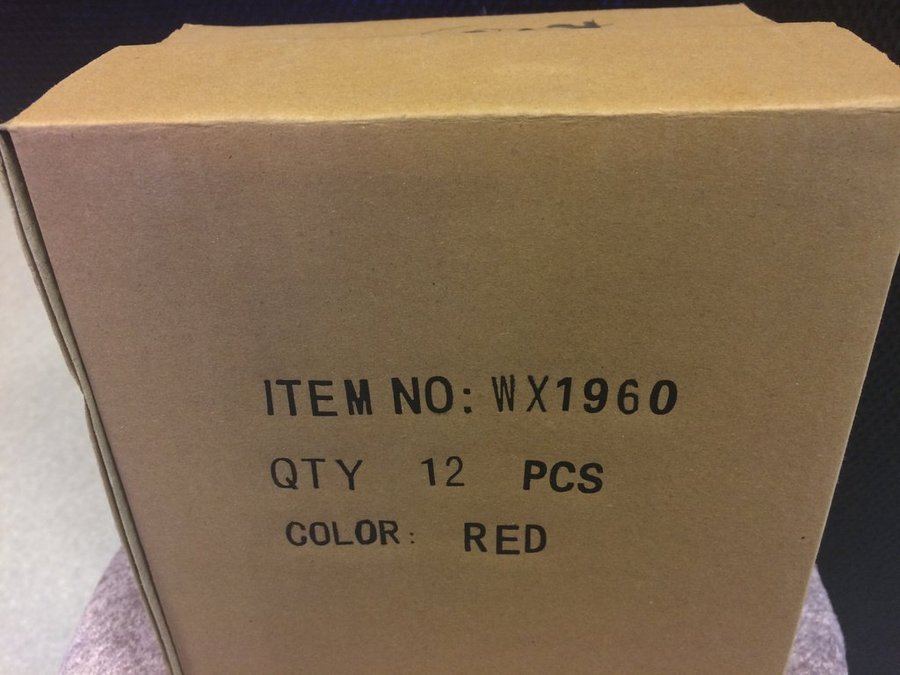 ITEM NO: WX1960
QTY 12 PCS
COLOR: RED